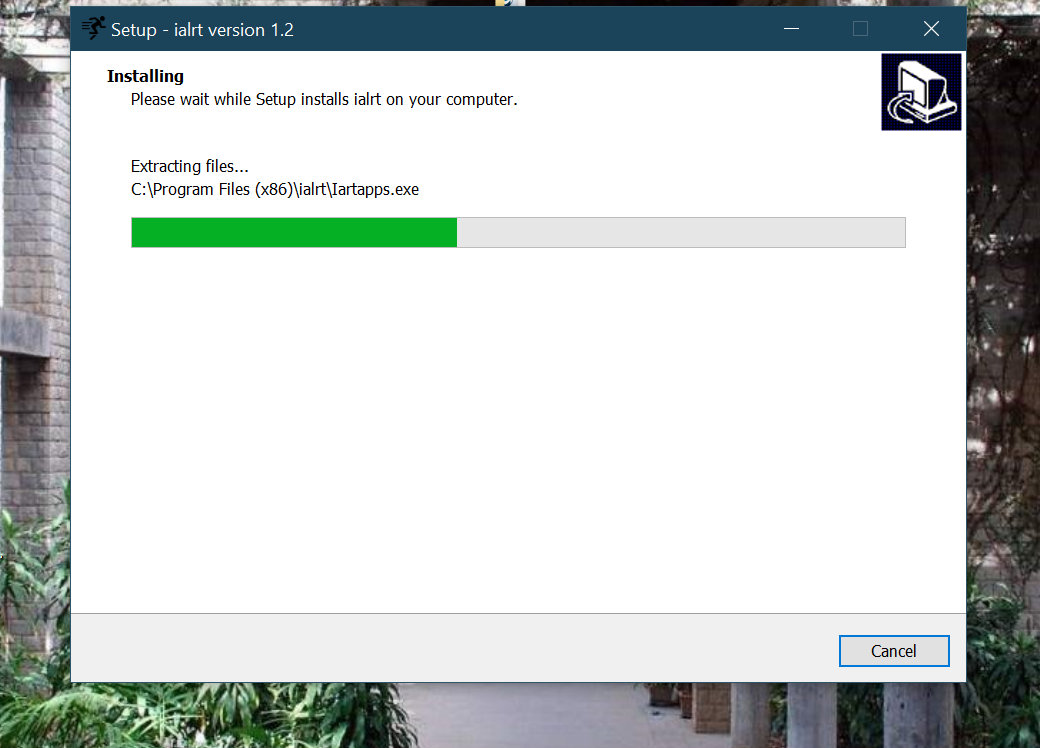 Setup - ialrt version 1.2
Installing
Please wait while Setup installs ialrt on your computer.
Extracting files...
C:\Program Files (x86)\ialrt\Iartapps.exe
Cancel